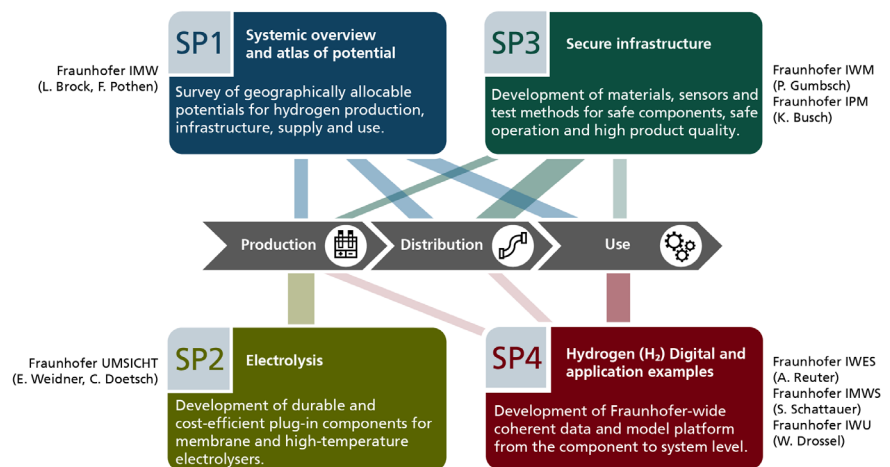 Fraunhofer IMW
(L. Brock, F. Pothen)
SP1
Systemic overview
and atlas of potential
Survey of geographically allocable
potentials for hydrogen production,
infrastructure, supply and use.
SP3
Secure infrastructure
Development of materials, sensors and
test methods for safe components, safe
operation and high product quality.
Fraunhofer IWM
(P. Gumbsch)
Fraunhofer IPM
(K. Busch)
Production
Distribution
Use
Fraunhofer UMSICHT
(E. Weidner, C. Doetsch)
SP2
Electrolysis
Development of durable and
cost-efficient plug-in components for
membrane and high-temperature
electrolysers.
SP4
Hydrogen (H₂) Digital and
application examples
Development of Fraunhofer-wide
coherent data and model platform
from the component to system level.
Fraunhofer IWES
(A. Reuter)
Fraunhofer IMWS
(S. Schattauer)
Fraunhofer IWU
(W. Drossel)